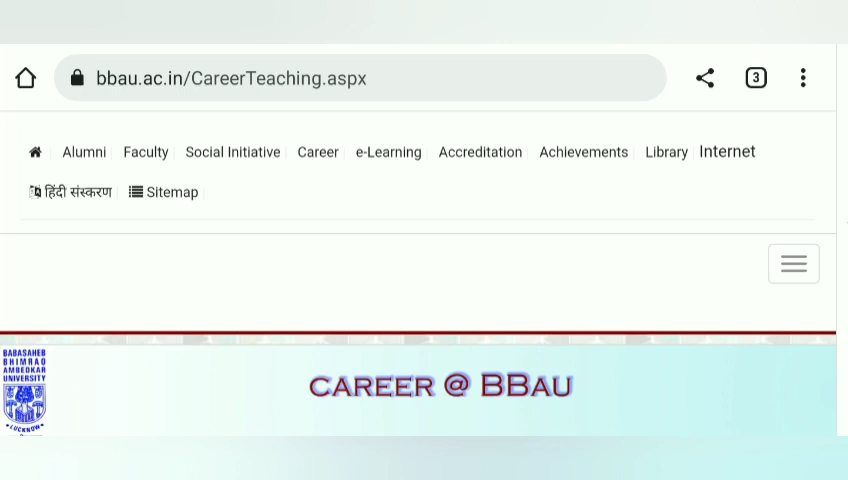 bbau.ac.in/CareerTeaching.aspx
3
Alumni Faculty Social Initiative Career e-Learning Accreditation Achievements Library Internet
हिंदी संस्करण Sitemap
BABASAHEB
BHIMRAO
AMBEDKAR
UNIVERSITY
LUCKNOW
CAREER @ BBAU